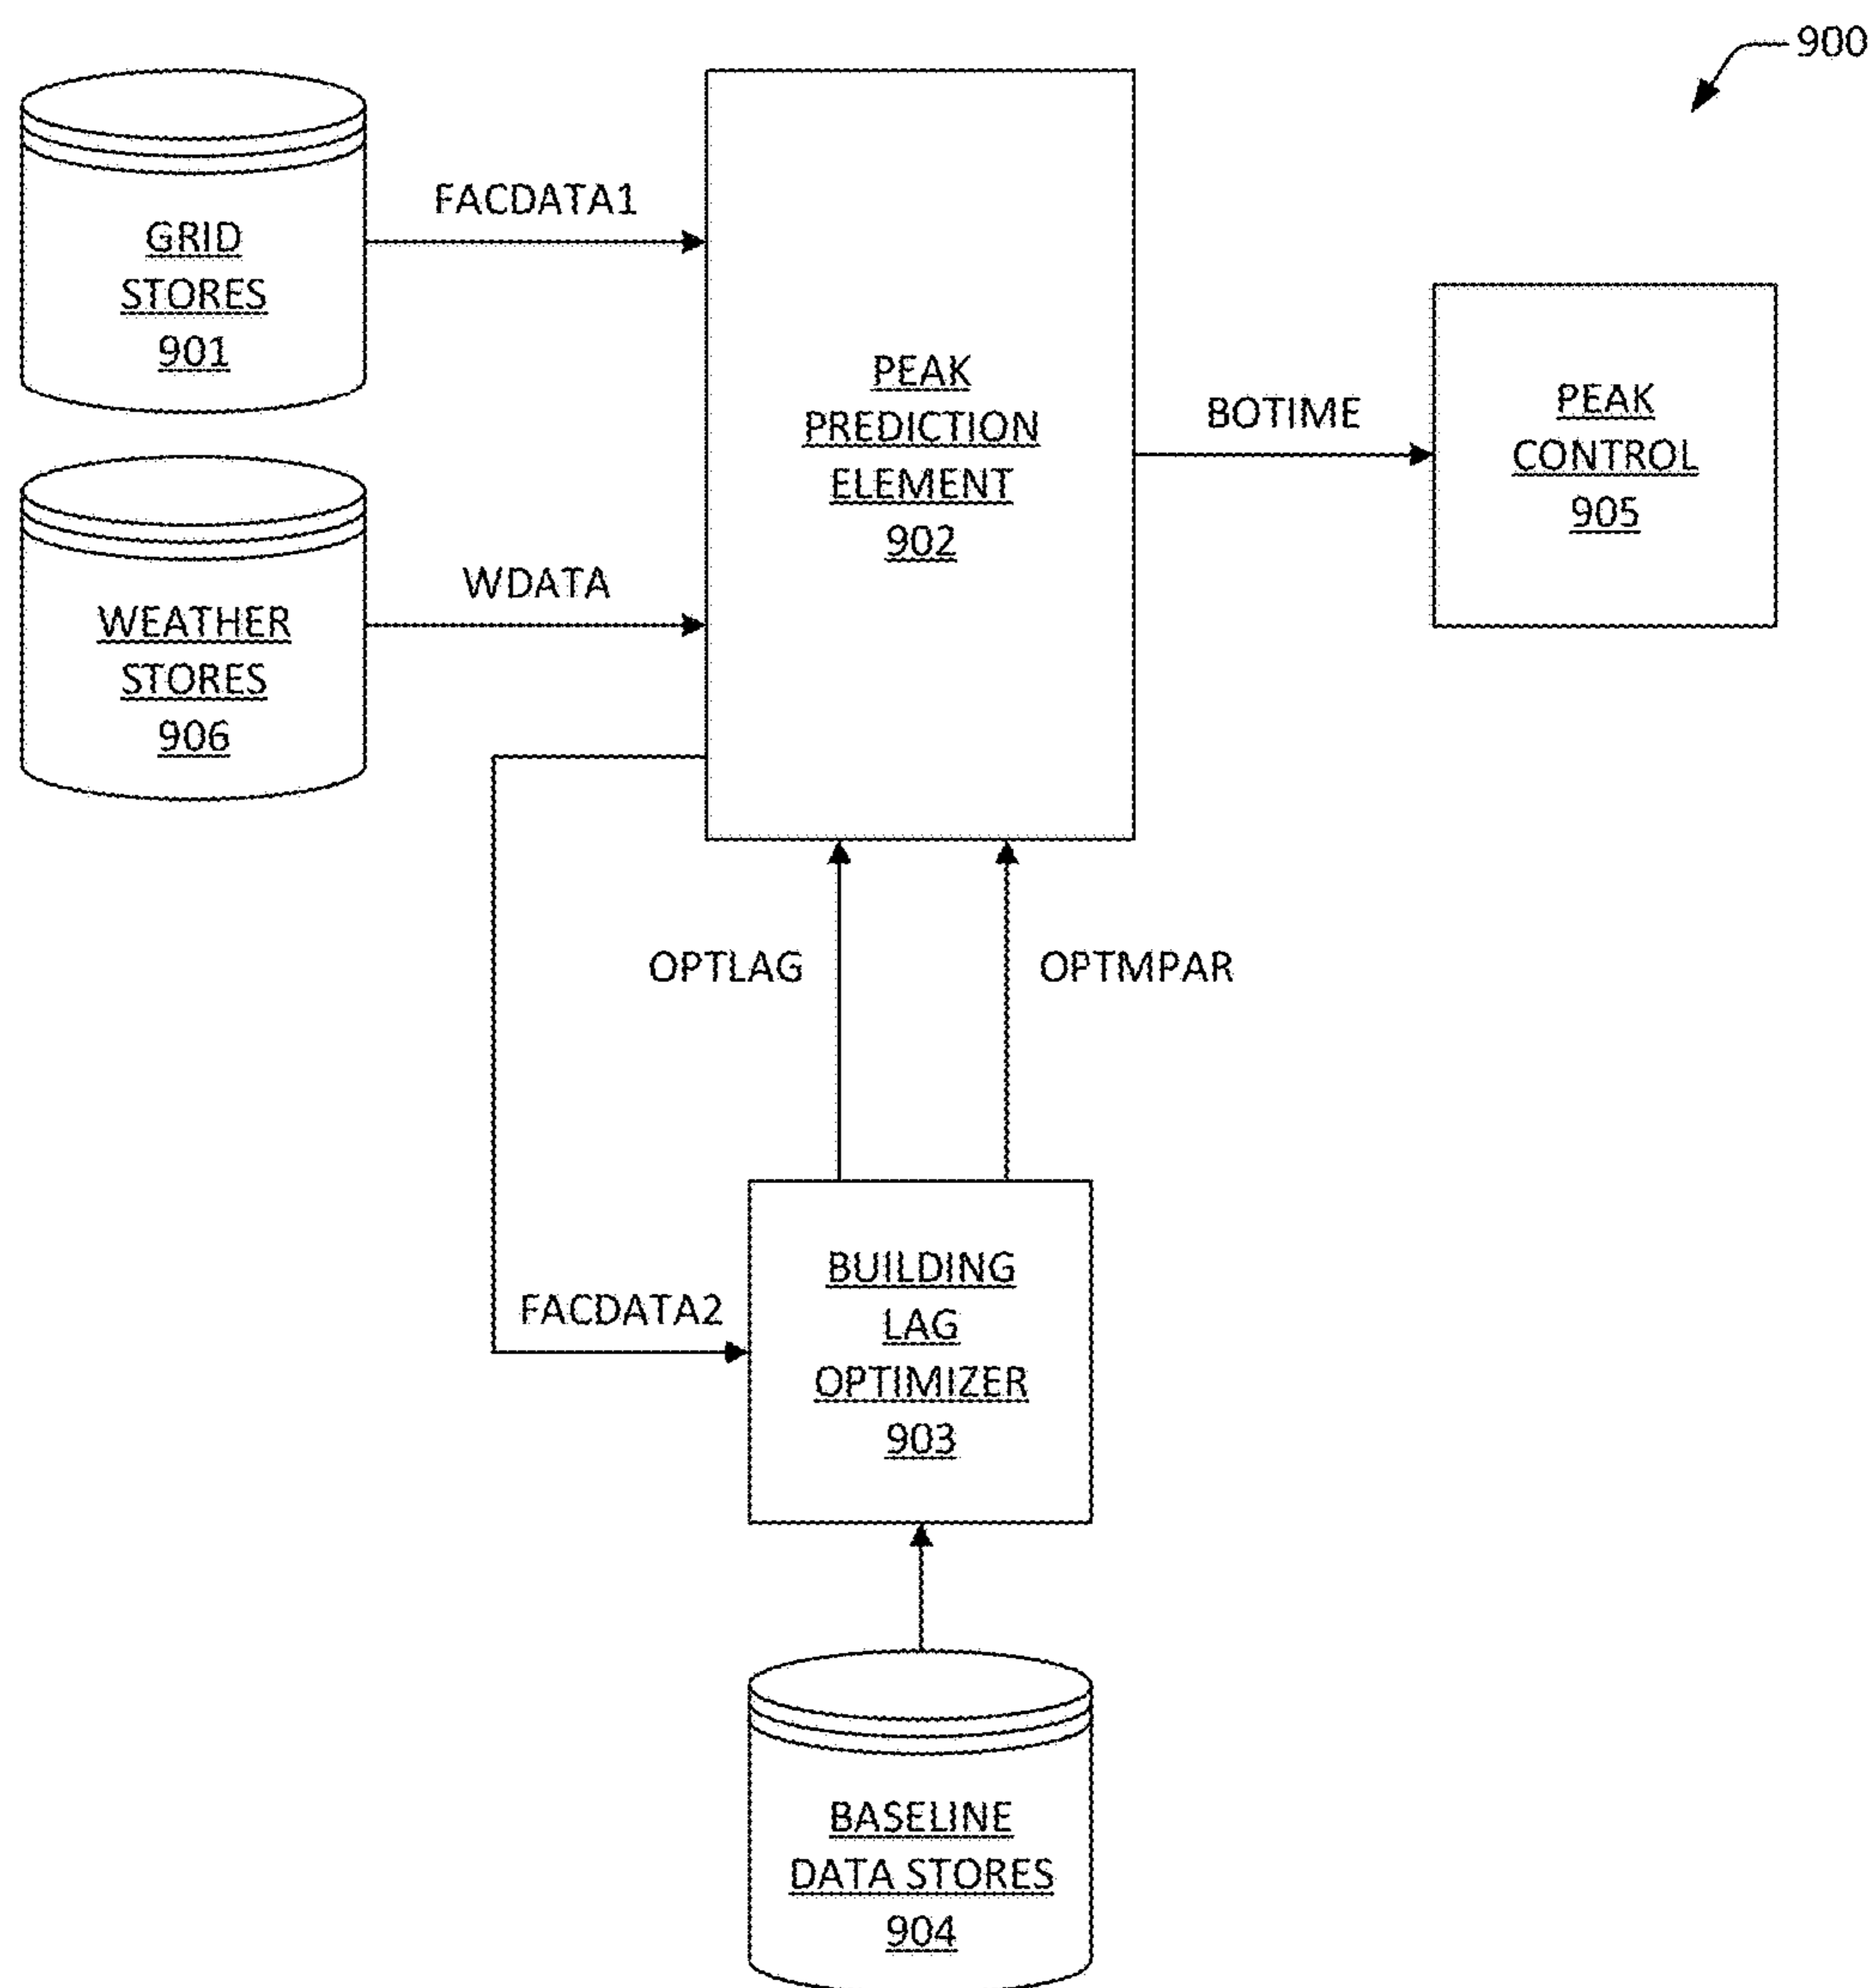 900
GRID
STORES
901
FACDATA1
PEAK
PREDICTION
ELEMENT
902
BOTIME
PEAK
CONTROL
905
WEATHER
STORES
906
WDATA
OPTLAG
OPTMPAR
FACDATA2
BUILDING
LAG
OPTIMIZER
903
BASELINE
DATA STORES
904